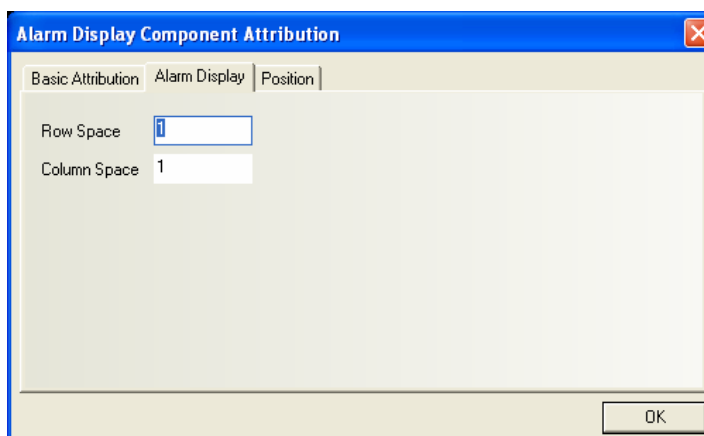 Alarm Display Component Attribution
Basic Attribution Alarm Display Position
Row Space 1
Column Space 1
OK